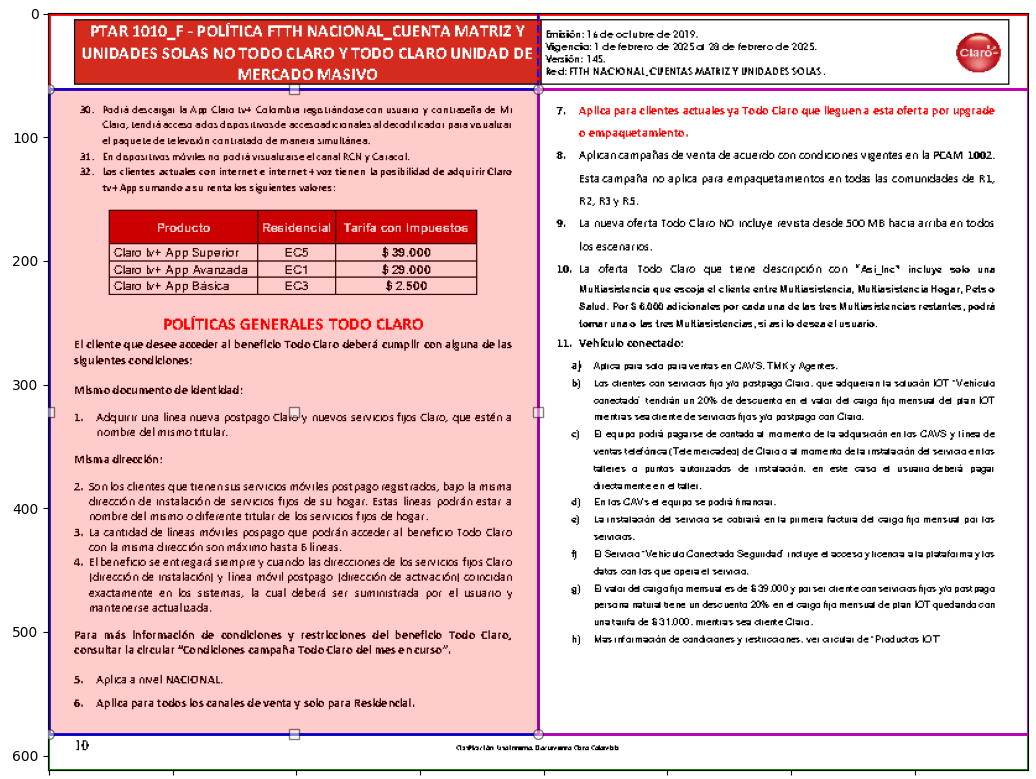 0
100
200
300
400
500
600
PTAR 1010_F - POLÍTICA FTTH NACIONAL_CUENTA MATRIZ Y
UNIDADES SOLAS NO TODO CLARO Y TODO CLARO UNIDAD DE
MERCADO MASIVO
Emisión: 16 de octubre de 2019.
Vigencia: 1 de febrero de 2025 al 28 de febrero de 2025.
Versión: 145.
Red: FTTH NACIONAL_CUENTAS MATRIZ Y UNIDADES SOLAS.
Claro
30. Podrá descargar la App Claro tv+ Colombia registrándose con usuario y contraseña de Mi
Claro, tendrá acceso a dos dispositivos de acceso adicionales al decodificador para visualizar
el paquete de televisión contratado de manera simultánea.
31. En dispositivos móviles no podrá visualizarse el canal RCN y Caracol.
32. Los clientes actuales con internet e internet + voz tienen la posibilidad de adquirir Claro
tv+ App sumando a su renta los siguientes valores:
Producto Residencial Tarifa con Impuestos
Claro tv+ App Superior EC5 $ 39.000
Claro tv+ App Avanzada EC1 $ 29.000
Claro tv+ App Básica EC3 $ 2.500
POLÍTICAS GENERALES TODO CLARO
El cliente que desee acceder al beneficio Todo Claro deberá cumplir con alguna de las
siguientes condiciones:
Mismo documento de identidad:
1. Adquirir una línea nueva postpago Claro y nuevos servicios fijos Claro, que estén a
nombre del mismo titular.
Misma dirección:
2. Son los clientes que tienen sus servicios móviles postpago registrados, bajo la misma
dirección de instalación de servicios fijos de su hogar. Estas líneas podrán estar a
nombre del mismo o diferente titular de los servicios fijos de hogar.
3. La cantidad de líneas móviles pospago que podrán acceder al beneficio Todo Claro
con la misma dirección son máximo hasta 6 líneas.
4. El beneficio se entregará siempre y cuando las direcciones de los servicios fijos Claro
(dirección de instalación) y línea móvil postpago (dirección de activación) coincidan
exactamente en los sistemas, la cual deberá ser suministrada por el usuario y
mantenerse actualizada.
Para más información de condiciones y restricciones del beneficio Todo Claro,
consultar la circular "Condiciones campaña Todo Claro del mes en curso".
5. Aplica a nivel NACIONAL.
6. Aplica para todos los canales de venta y solo para Residencial.
7. Aplica para clientes actuales ya Todo Claro que lleguen a esta oferta por upgrade
o empaquetamiento.
8. Aplican campañas de venta de acuerdo con condiciones vigentes en la PCAM 1002.
Esta campaña no aplica para empaquetamientos en todas las comunidades de R1,
R2, R3 y R5.
9. La nueva oferta Todo Claro NO incluye revista desde 500 MB hacia arriba en todos
los escenarios.
10. La oferta Todo Claro que tiene descripción con "Asi_Inc" incluye solo una
Multiasistencia que escoja el cliente entre Multiasistencia, Multiasistencia Hogar, Pets o
Salud. Por $ 6.000 adicionales por cada una de las tres Multiasistencias restantes, podrá
tomar una o las tres Multiasistencias, si así lo desea el usuario.
11. Vehículo conectado:
a) Aplica para solo para ventas en CAVS, TMK y Agentes.
b) Los clientes con servicios fijo y/o postpago Claro, que adquieran la solución IOT "Vehículo
conectado" tendrán un 20% de descuento en el valor del cargo fijo mensual del plan IOT
mientras sea cliente de servicios fijos y/o postpago con Claro.
c) El equipo podrá pagarse de contado al momento de la adquisición en los CAVS y línea de
ventas telefónica (Telemercadeo) de Claro o al momento de la instalación del servicio en los
talleres o puntos autorizados de instalación, en este caso el usuario deberá pagar
directamente en el taller.
d) En los CAVs el equipo se podrá financiar.
e) La instalación del servicio se cobrará en la primera factura del cargo fijo mensual por los
servicios.
f) El Servicio "Vehículo Conectado Seguridad" incluye el acceso y licencia a la plataforma y los
datos con los que opera el servicio.
g) El valor del cargo fijo mensual es de $ 39.000 y por ser cliente con servicios fijos y/o postpago
persona natural tiene un descuento 20% en el cargo fijo mensual de plan IOT quedando con
una tarifa de $ 31.000, mientras sea cliente Claro.
h) Mas información de condiciones y restricciones, ver circular de "Productos IOT"
10
Clasificación: Uso Interno. Documento Claro Colombia